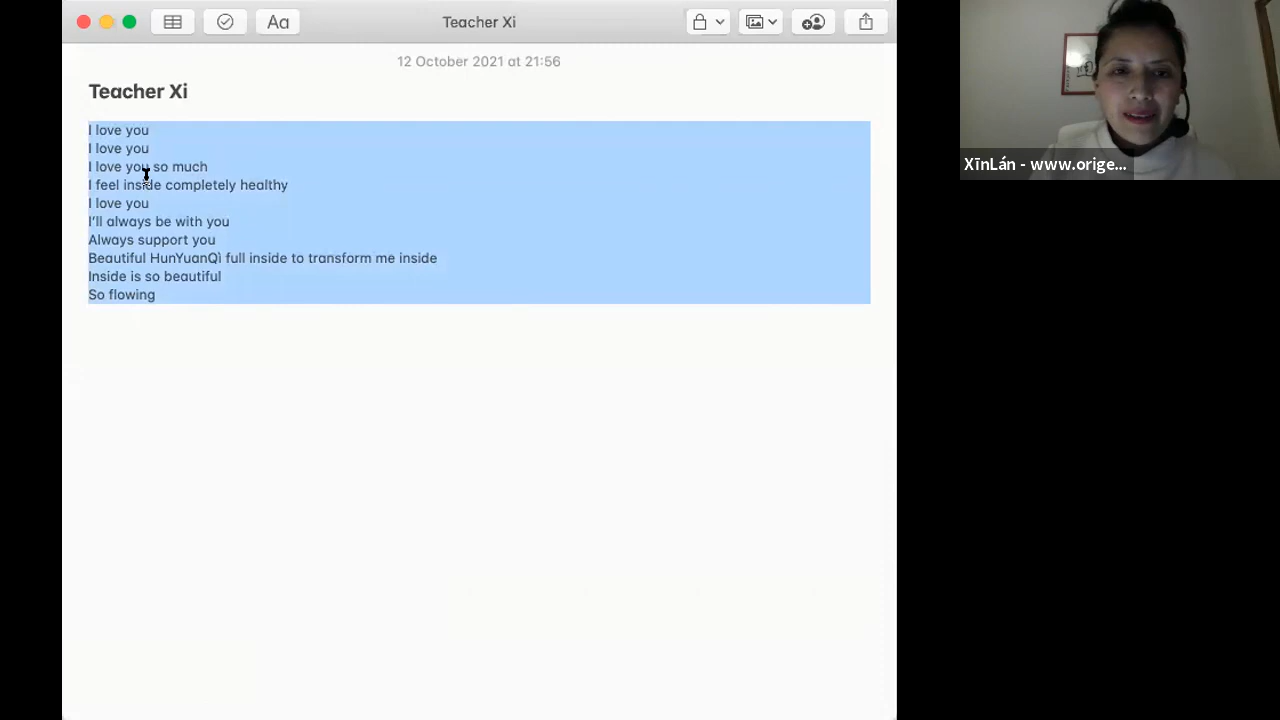 Aa
Teacher Xi
12 October 2021 at 21:56
Teacher Xi
I love you
I love you
I love you so much
I feel inside completely healthy
I love you
I'll always be with you
Always support you
Beautiful HunYuanQì full inside to transform me inside
Inside is so beautiful
So flowing
XīnLán - www.orige...